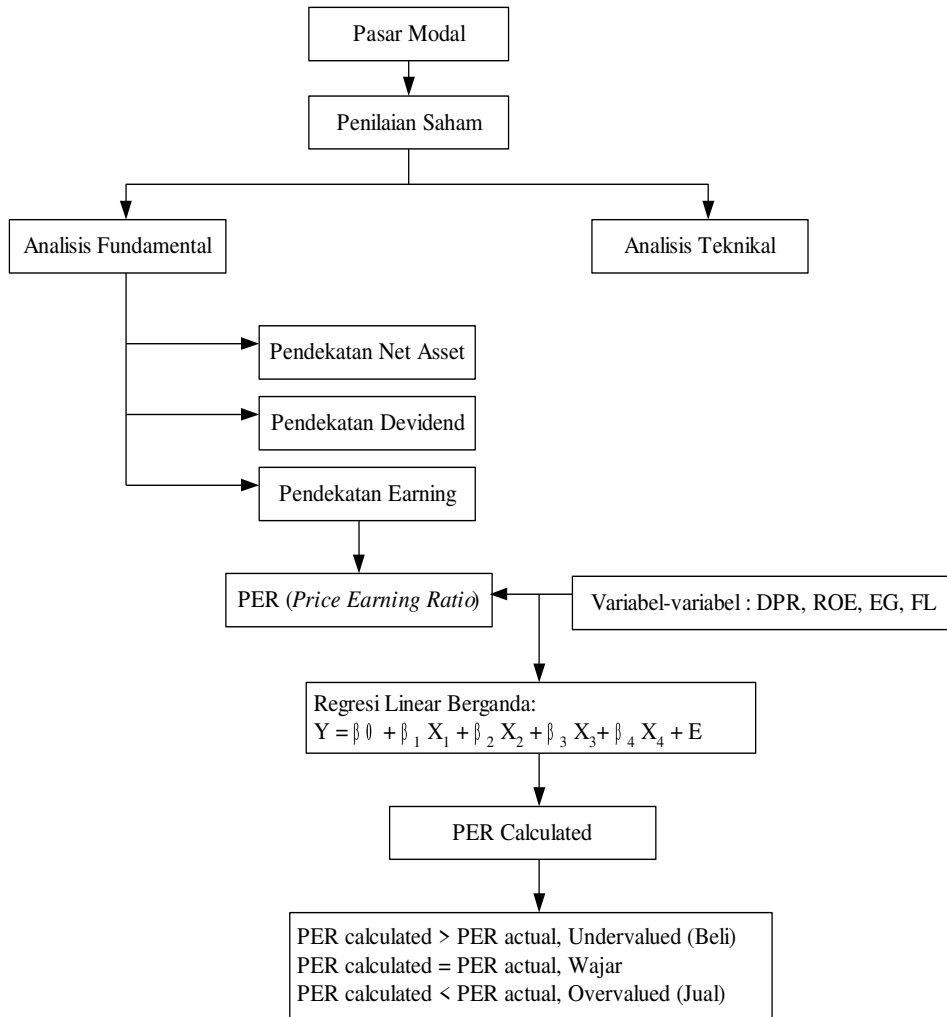 Pasar Modal
Penilaian Saham
Analisis Fundamental
Analisis Teknikal
Pendekatan Net Asset
Pendekatan Devidend
Pendekatan Earning
PER (Price Earning Ratio)
Variabel-variabel : DPR, ROE, EG, FL
Regresi Linear Berganda:
Y = β0 + β₁ X₁ + β₂ X₂ + β₃ X₃+ β₄ X₄ + E
PER Calculated
PER calculated > PER actual, Undervalued (Beli)
PER calculated = PER actual, Wajar
PER calculated < PER actual, Overvalued (Jual)